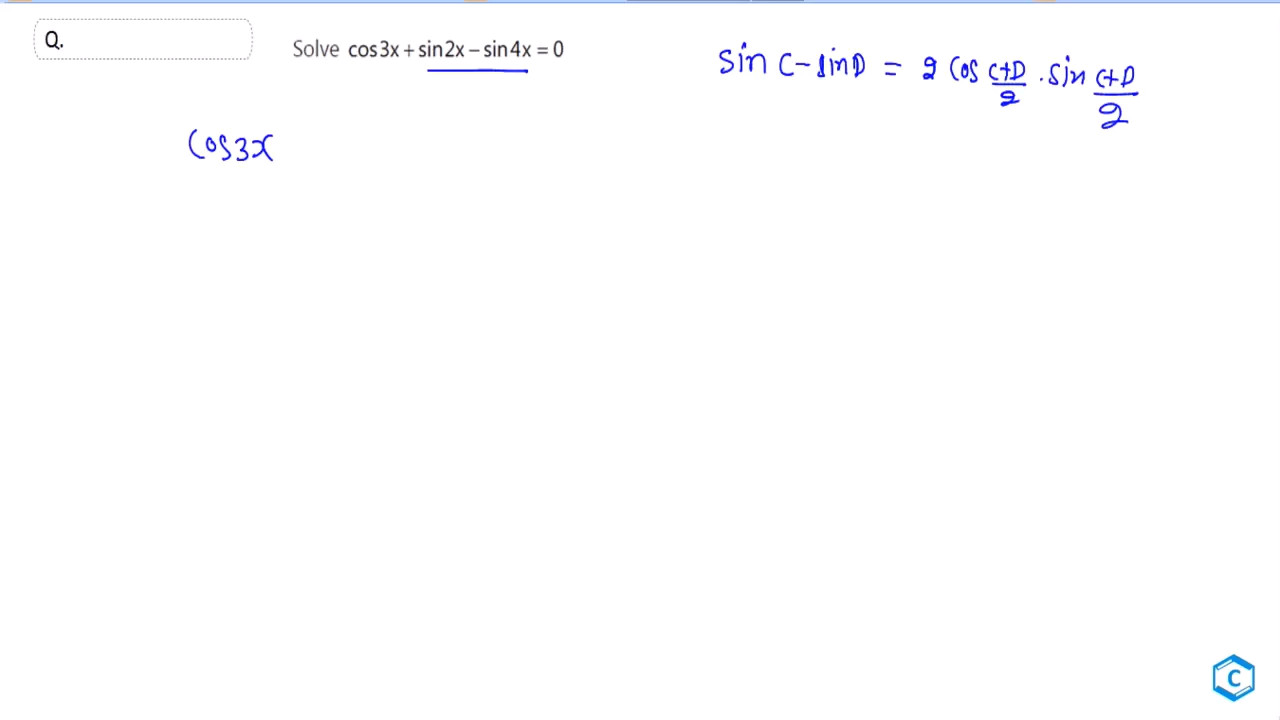 Q.
Solve cos3x + sin2x – sin4x = 0
sin C – sin D = 2 cos C+D/2 . sin C+D/2
cos3x
C